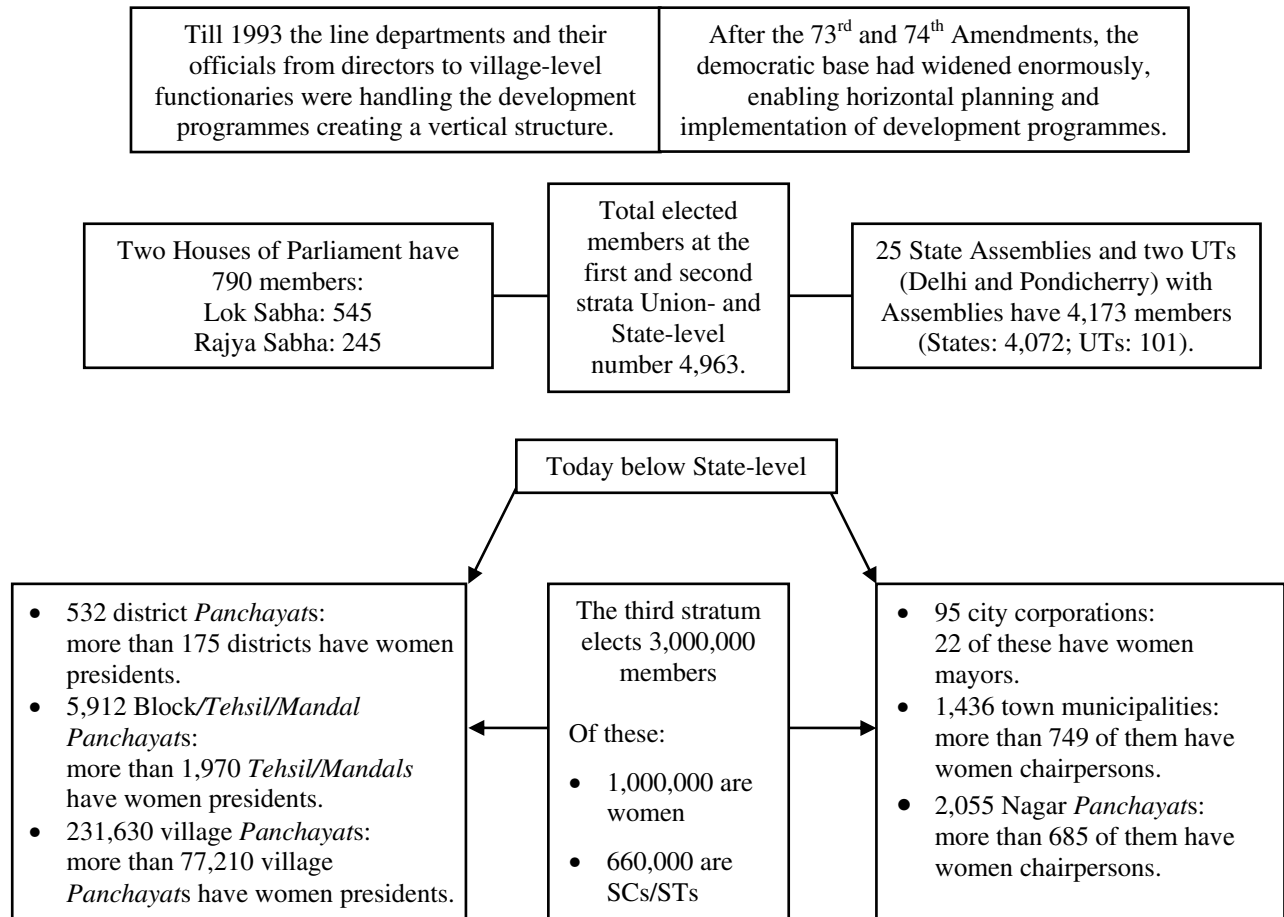 Till 1993 the line departments and their
officials from directors to village-level
functionaries were handling the development
programmes creating a vertical structure.
After the 73rd and 74th Amendments, the
democratic base had widened enormously,
enabling horizontal planning and
implementation of development programmes.
Two Houses of Parliament have
790 members:
Lok Sabha: 545
Rajya Sabha: 245
Total elected
members at the
first and second
strata Union- and
State-level
number 4,963.
25 State Assemblies and two UTs
(Delhi and Pondicherry) with
Assemblies have 4,173 members
(States: 4,072; UTs: 101).
Today below State-level
• 532 district Panchayats:
more than 175 districts have women
presidents.
• 5,912 Block/Tehsil/Mandal
Panchayats:
more than 1,970 Tehsil/Mandals
have women presidents.
• 231,630 village Panchayats:
more than 77,210 village
Panchayats have women presidents.
The third stratum
elects 3,000,000
members
Of these:
• 1,000,000 are
women
• 660,000 are
SCs/STs
• 95 city corporations:
22 of these have women
mayors.
• 1,436 town municipalities:
more than 749 of them have
women chairpersons.
• 2,055 Nagar Panchayats:
more than 685 of them have
women chairpersons.